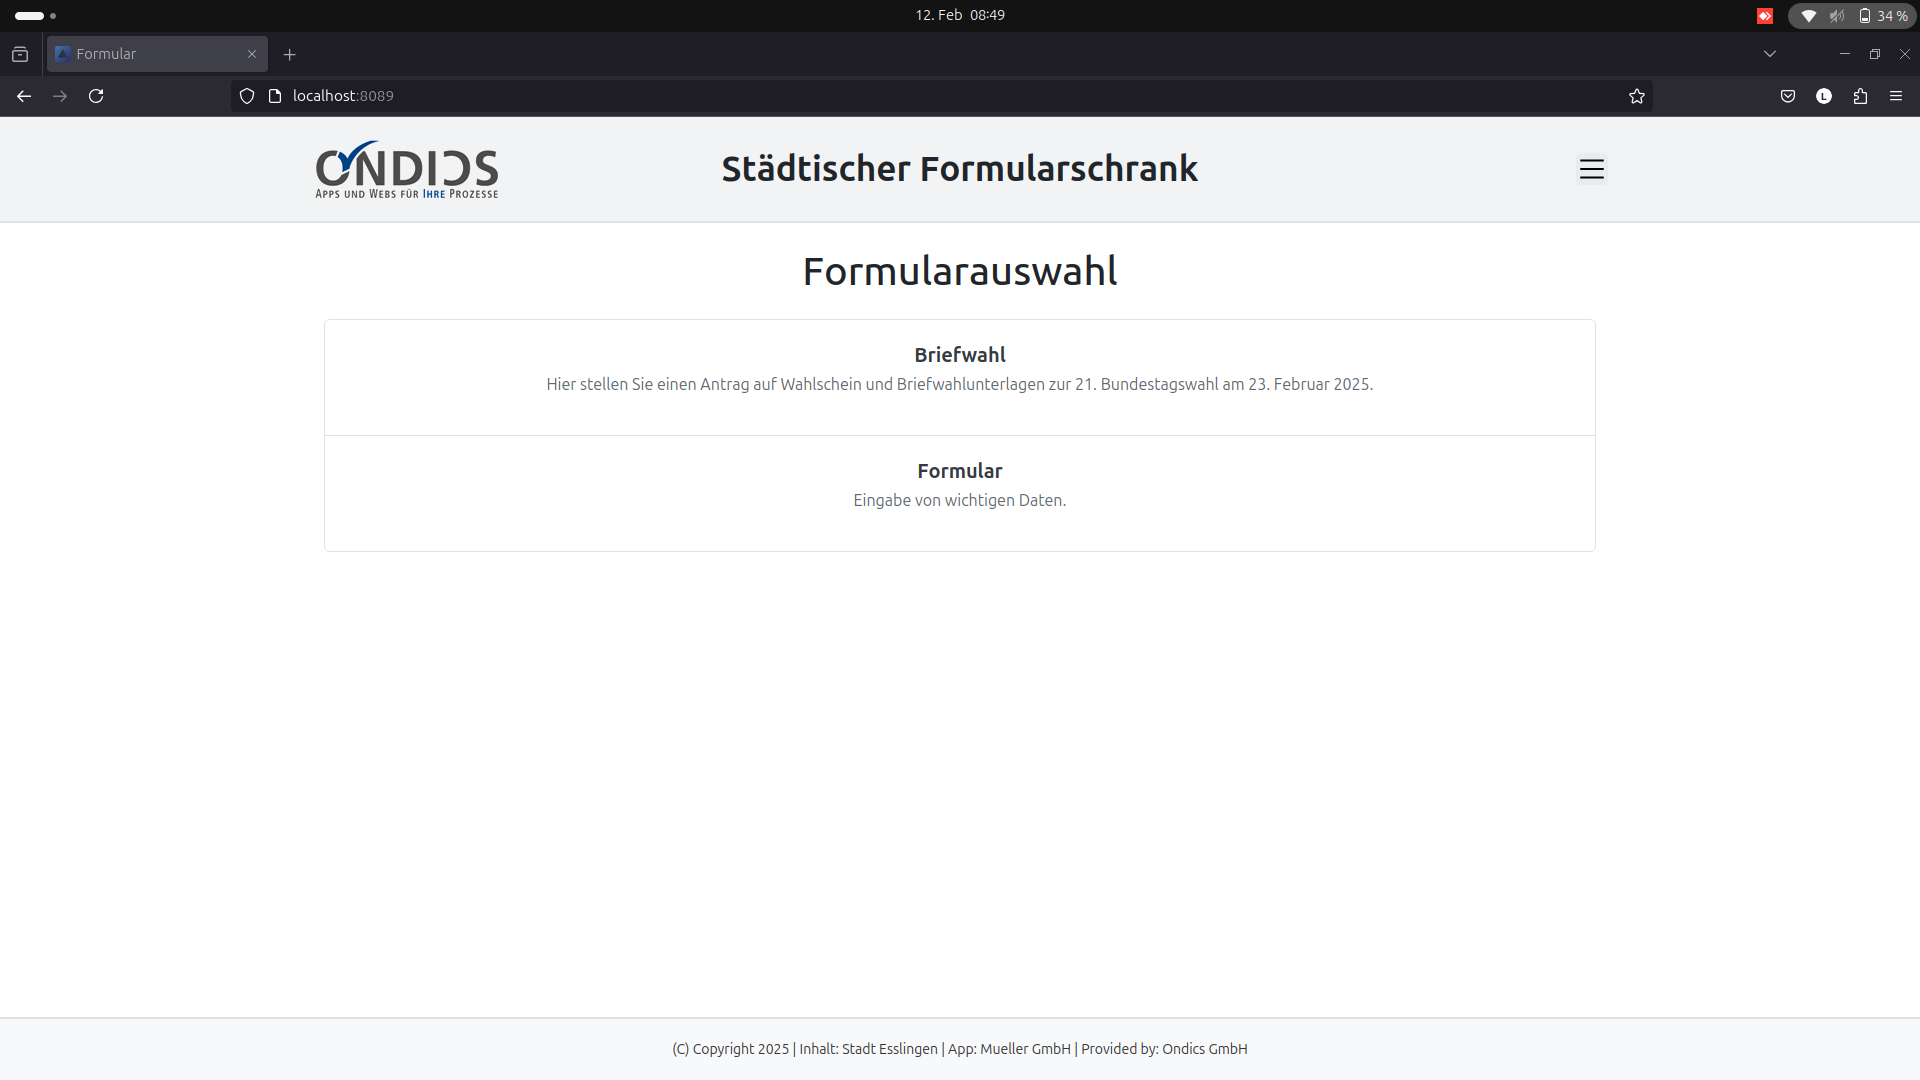 12. Feb 08:49
34 %
Formular
localhost:8089
L
ONDICS
APPS UND WEBS FÜR IHRE PROZESSE
Städtischer Formularschrank
Formularauswahl
Briefwahl
Hier stellen Sie einen Antrag auf Wahlschein und Briefwahlunterlagen zur 21. Bundestagswahl am 23. Februar 2025.
Formular
Eingabe von wichtigen Daten.
(C) Copyright 2025 | Inhalt: Stadt Esslingen | App: Mueller GmbH | Provided by: Ondics GmbH